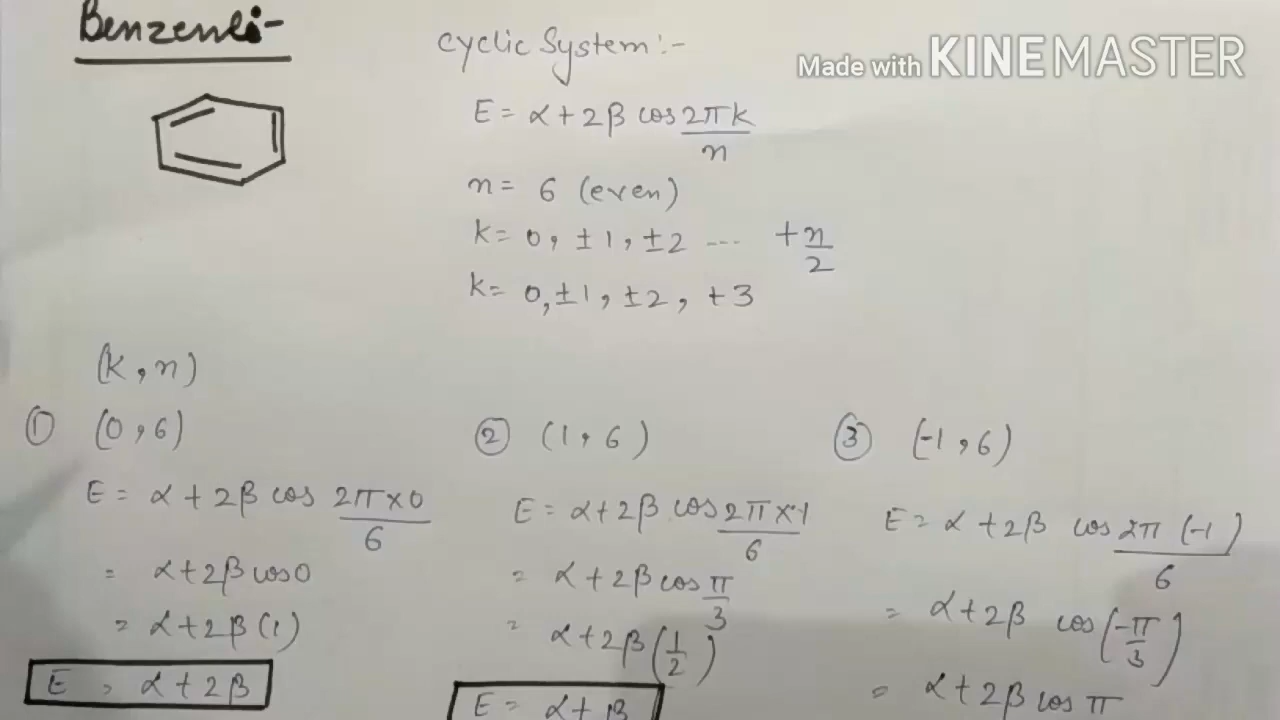 Benzene:-
Cyclic System:-
Made with KINEMASTER
E = α + 2β cos 2πk/n
n = 6 (even)
k = 0, ±1, ±2 ---- +n/2
k = 0, ±1, ±2, +3
(k, n)
① (0, 6)
E = α + 2β cos 2π×0/6
= α + 2β cos0
= α + 2β (1)
E = α + 2β
② (1, 6)
E = α + 2β cos 2π×1/6
= α + 2β cos π/3
= α + 2β (1/2)
E = α + β
③ (-1, 6)
E = α + 2β cos 2π (-1)/6
= α + 2β cos (-π/3)
= α + 2β cos π